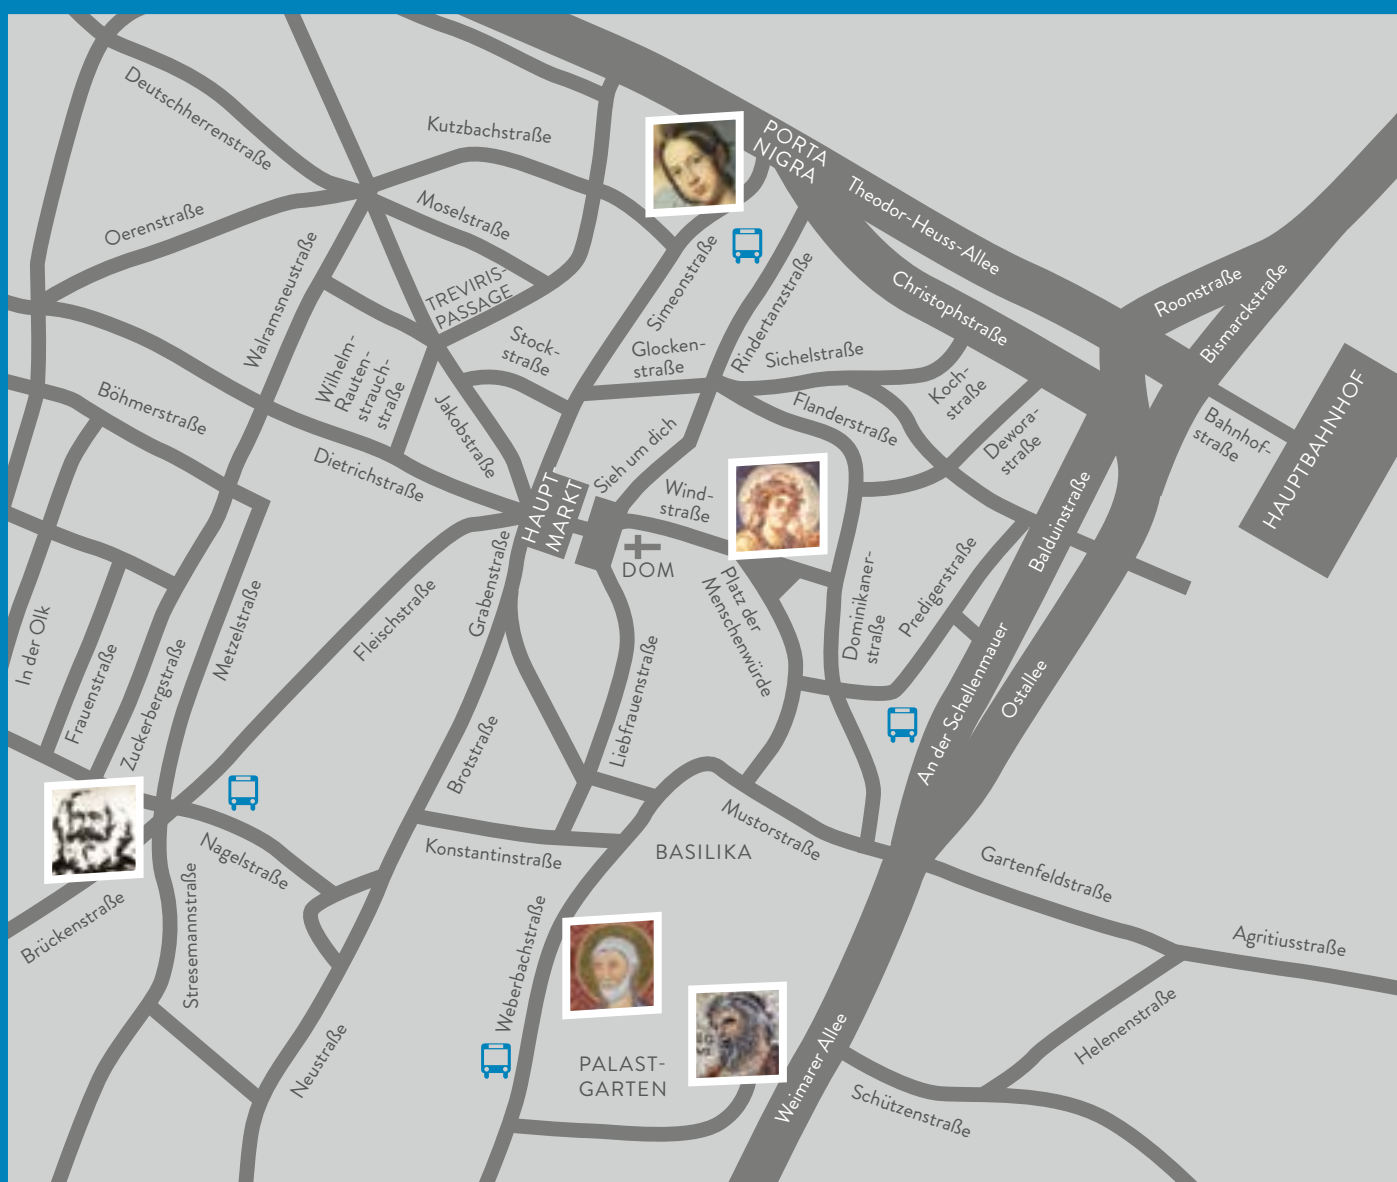 Deutschherrenstraße
Kutzbachstraße
PORTA
NIGRA
Theodor-Heuss-Allee
Oerenstraße
Moselstraße
Walramsneustraße
TREVIRIS-
PASSAGE
Simeonstraße
Rindertanzstraße
Christophstraße
Roonstraße
Bismarckstraße
Wilhelm-
Rauten-
strauch-
straße
Stock-
straße
Glocken-
straße
Sichelstraße
Koch-
straße
Böhmerstraße
Jakobstraße
Flanderstraße
Dewora-
straße
Bahnhof-
straße
HAUPTBAHNHOF
Dietrichstraße
Sieh um dich
HAUPT
MARKT
Wind-
straße
Balduinstraße
DOM
Fleischstraße
Grabenstraße
Platz der
Menschenwürde
Dominikaner-
straße
Predigerstraße
In der Olk
Frauenstraße
Zuckerbergstraße
Metzelstraße
Liebfrauenstraße
An der Schellenmauer
Ostallee
Brotstraße
Nagelstraße
Konstantinstraße
BASILIKA
Mustorstraße
Gartenfeldstraße
Brückenstraße
Stresemannstraße
Weberbachstraße
Agritiusstraße
Neustraße
PALAST-
GARTEN
Weimarer Allee
Helenenstraße
Schützenstraße